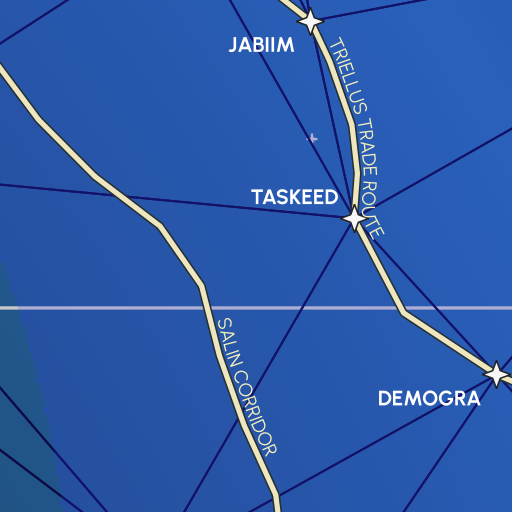 JABIIM
TRIELLUS TRADE ROUTE
TASKEED
SALIN CORRIDOR
DEMOGRA